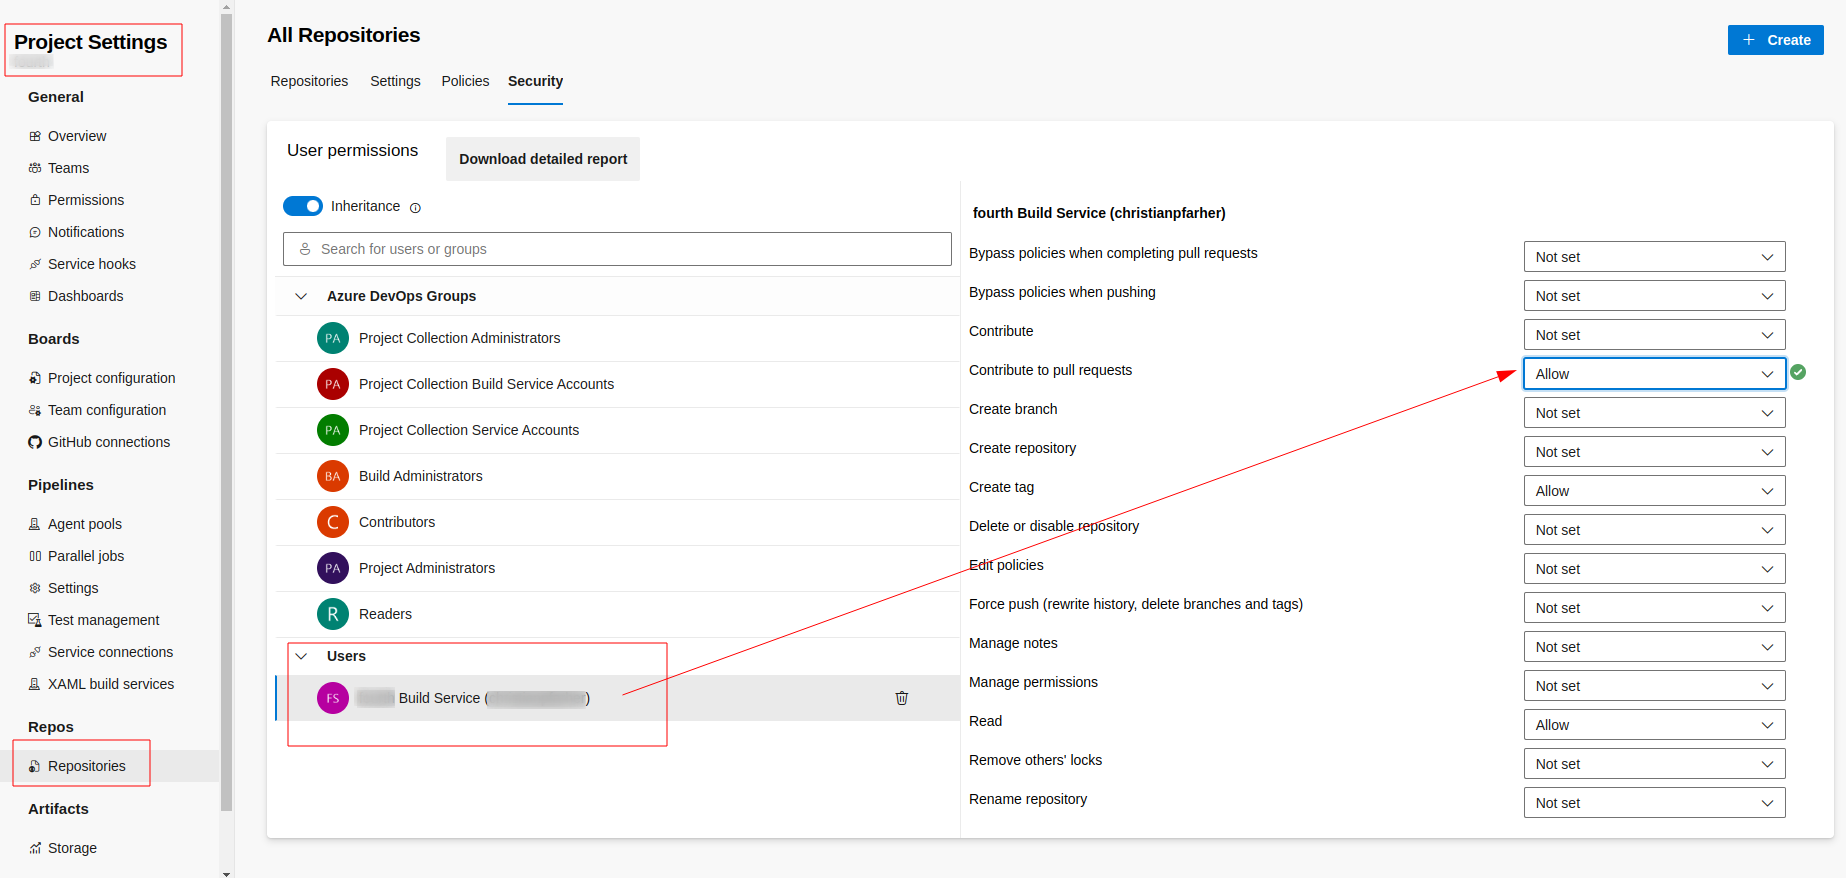 Project Settings
General
Overview
Teams
Permissions
Notifications
Service hooks
Dashboards
Boards
Project configuration
Team configuration
GitHub connections
Pipelines
Agent pools
Parallel jobs
Settings
Test management
Service connections
XAML build services
Repos
Repositories
Artifacts
Storage
All Repositories
Create
Repositories Settings Policies Security
User permissions
Download detailed report
Inheritance
Search for users or groups
Azure DevOps Groups
PA Project Collection Administrators
PA Project Collection Build Service Accounts
PA Project Collection Service Accounts
BA Build Administrators
C Contributors
PA Project Administrators
R Readers
Users
FS Build Service ( )
fourth Build Service (christianpfarher)
Bypass policies when completing pull requests Not set
Bypass policies when pushing Not set
Contribute Not set
Contribute to pull requests Allow
Create branch Not set
Create repository Not set
Create tag Allow
Delete or disable repository Not set
Edit policies Not set
Force push (rewrite history, delete branches and tags) Not set
Manage notes Not set
Manage permissions Not set
Read Allow
Remove others' locks Not set
Rename repository Not set